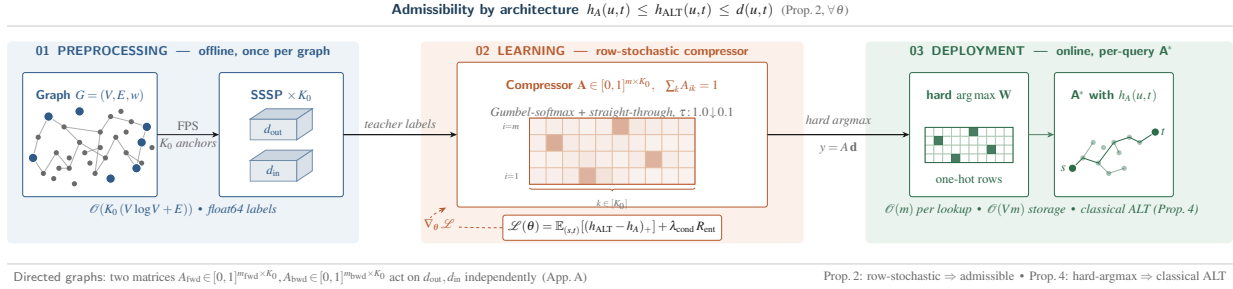 Admissibility by architecture h_A(u,t) ≤ h_ALT(u,t) ≤ d(u,t) (Prop. 2, ∀θ)
01 PREPROCESSING — offline, once per graph
Graph G = (V, E, w)
FPS
K_0 anchors
SSSP × K_0
d_out
d_in
𝒪(K_0 (V log V + E)) • float64 labels
teacher labels
02 LEARNING — row-stochastic compressor
Compressor A ∈ [0,1]^{m×K_0}, ∑_k A_{ik} = 1
Gumbel-softmax + straight-through, τ: 1.0↓0.1
i=m
i=1
k ∈ [K_0]
∇_θ ℒ
ℒ(θ) = 𝔼_{(s,t)}[(h_ALT − h_A)_+] + λ_cond R_ent
hard argmax
y = A d
03 DEPLOYMENT — online, per-query A*
hard arg max W
one-hot rows
A* with h_A(u,t)
s
t
𝒪(m) per lookup • 𝒪(Vm) storage • classical ALT (Prop. 4)
Directed graphs: two matrices A_fwd ∈ [0,1]^{m_fwd×K_0}, A_bwd ∈ [0,1]^{m_bwd×K_0} act on d_out, d_in independently (App. A)
Prop. 2: row-stochastic ⇒ admissible • Prop. 4: hard-argmax ⇒ classical ALT